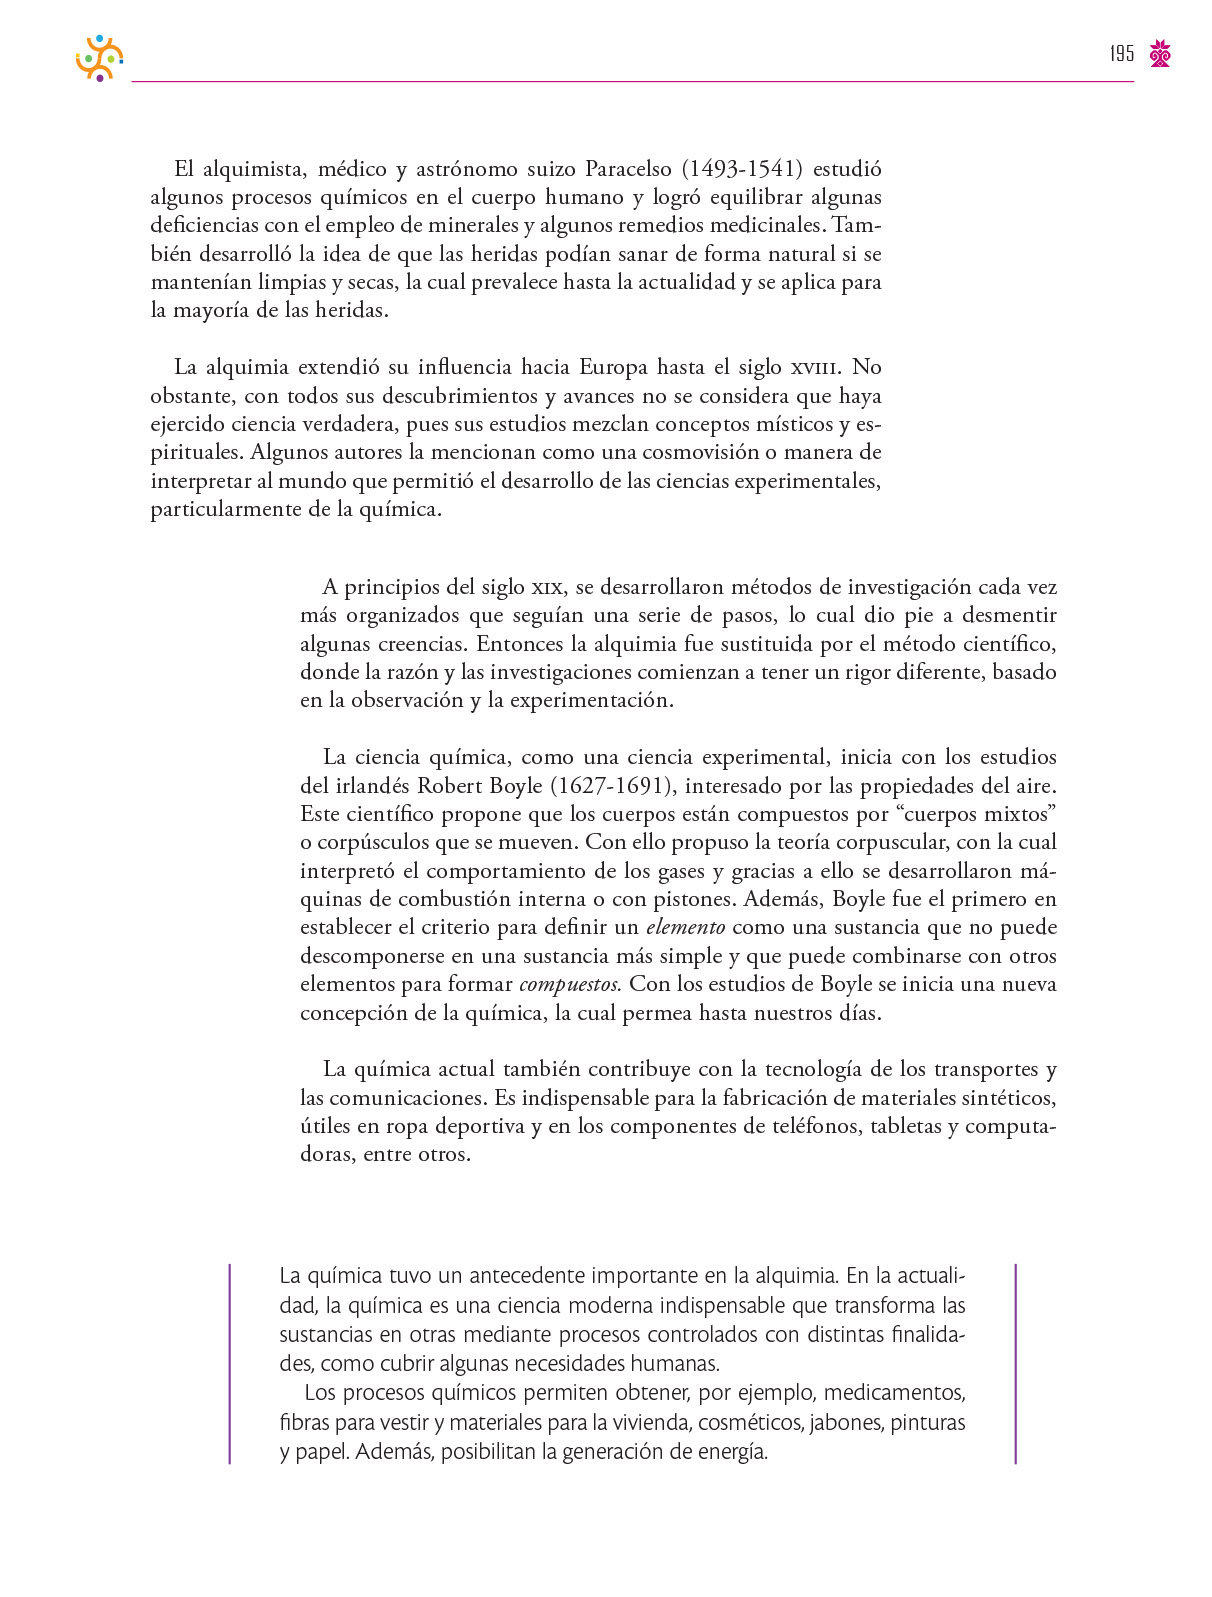 195
El alquimista, médico y astrónomo suizo Paracelso (1493-1541) estudió
algunos procesos químicos en el cuerpo humano y logró equilibrar algunas
deficiencias con el empleo de minerales y algunos remedios medicinales. Tam-
bién desarrolló la idea de que las heridas podían sanar de forma natural si se
mantenían limpias y secas, la cual prevalece hasta la actualidad y se aplica para
la mayoría de las heridas.
La alquimia extendió su influencia hacia Europa hasta el siglo XVIII. No
obstante, con todos sus descubrimientos y avances no se considera que haya
ejercido ciencia verdadera, pues sus estudios mezclan conceptos místicos y es-
pirituales. Algunos autores la mencionan como una cosmovisión o manera de
interpretar al mundo que permitió el desarrollo de las ciencias experimentales,
particularmente de la química.
A principios del siglo XIX, se desarrollaron métodos de investigación cada vez
más organizados que seguían una serie de pasos, lo cual dio pie a desmentir
algunas creencias. Entonces la alquimia fue sustituida por el método científico,
donde la razón y las investigaciones comienzan a tener un rigor diferente, basado
en la observación y la experimentación.
La ciencia química, como una ciencia experimental, inicia con los estudios
del irlandés Robert Boyle (1627-1691), interesado por las propiedades del aire.
Este científico propone que los cuerpos están compuestos por “cuerpos mixtos”
o corpúsculos que se mueven. Con ello propuso la teoría corpuscular, con la cual
interpretó el comportamiento de los gases y gracias a ello se desarrollaron má-
quinas de combustión interna o con pistones. Además, Boyle fue el primero en
establecer el criterio para definir un elemento como una sustancia que no puede
descomponerse en una sustancia más simple y que puede combinarse con otros
elementos para formar compuestos. Con los estudios de Boyle se inicia una nueva
concepción de la química, la cual permea hasta nuestros días.
La química actual también contribuye con la tecnología de los transportes y
las comunicaciones. Es indispensable para la fabricación de materiales sintéticos,
útiles en ropa deportiva y en los componentes de teléfonos, tabletas y computa-
doras, entre otros.
La química tuvo un antecedente importante en la alquimia. En la actuali-
dad, la química es una ciencia moderna indispensable que transforma las
sustancias en otras mediante procesos controlados con distintas finalida-
des, como cubrir algunas necesidades humanas.
Los procesos químicos permiten obtener, por ejemplo, medicamentos,
fibras para vestir y materiales para la vivienda, cosméticos, jabones, pinturas
y papel. Además, posibilitan la generación de energía.